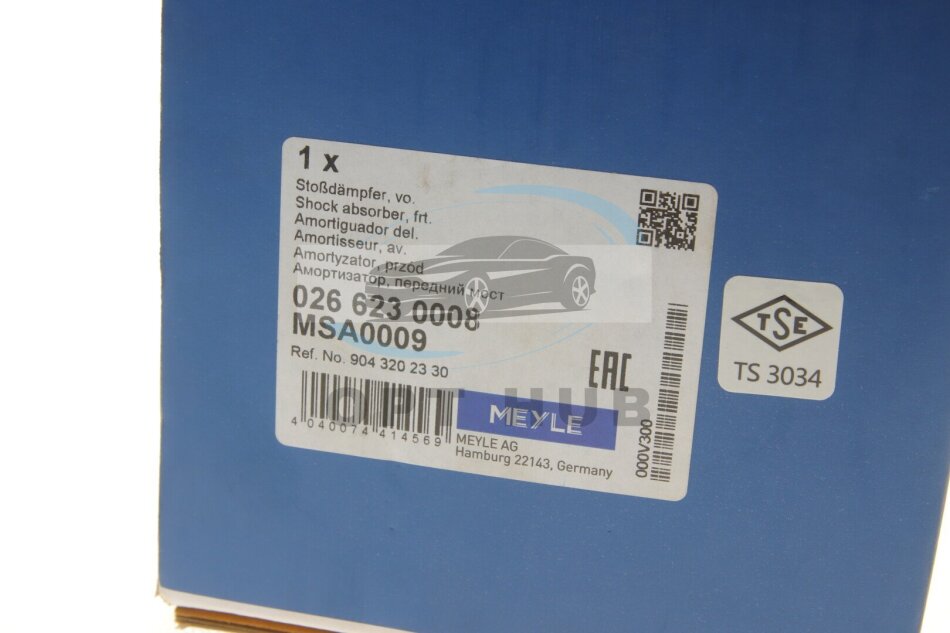 1 x
Stoßdämpfer, vo.
Shock absorber, frt.
Amortiguador del.
Amortisseur, av.
Amortyzator, przód
Амортизатор, передний мост
026 623 0008
MSA0009
Ref. No. 904 320 23 30
EAC
OPT HUB
4 040074 414569
MEYLE
MEYLE AG
Hamburg 22143, Germany
000V300
TSE
TS 3034